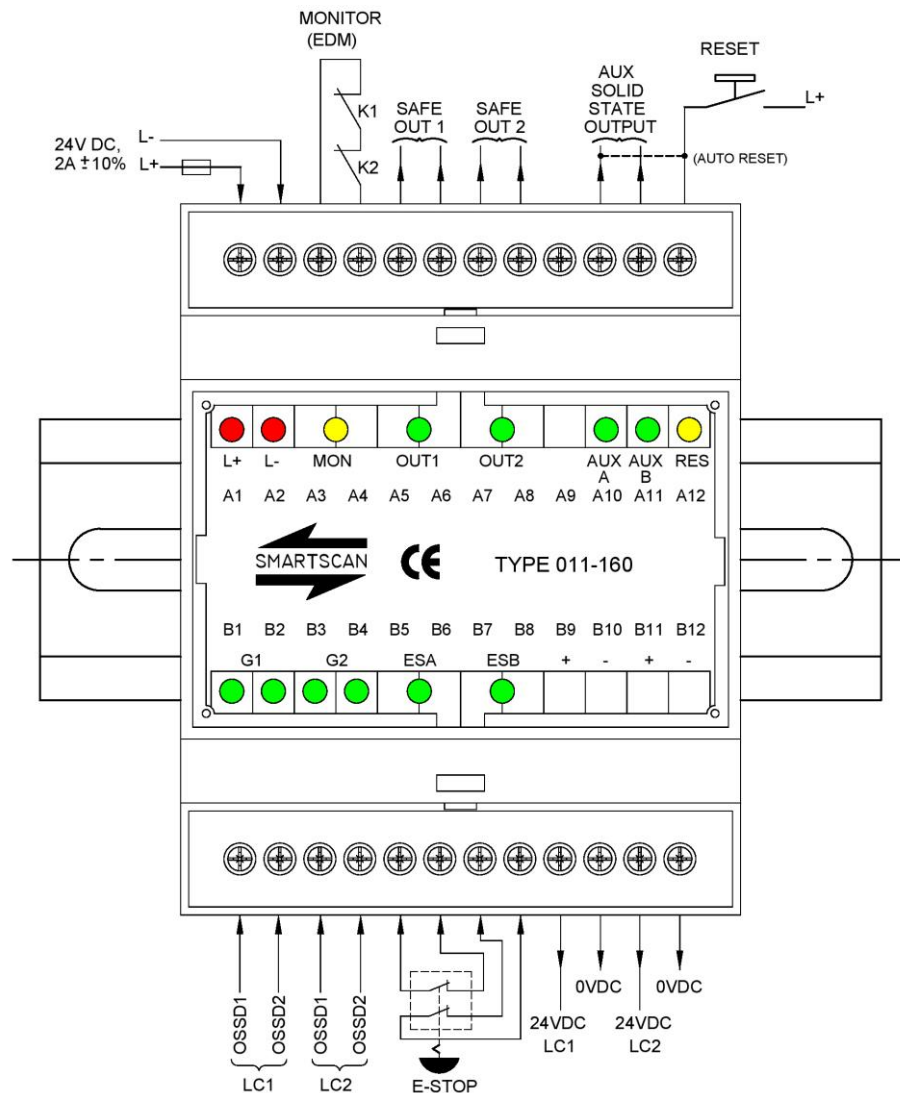 MONITOR
(EDM)
RESET
AUX
SOLID
STATE
OUTPUT
L+
K1
SAFE
OUT 1
SAFE
OUT 2
24V DC,
2A ±10%
L-
L+
K2
(AUTO RESET)
L+ L- MON OUT1 OUT2 AUX A AUX B RES
A1 A2 A3 A4 A5 A6 A7 A8 A9 A10 A11 A12
SMARTSCAN CE TYPE 011-160
B1 B2 B3 B4 B5 B6 B7 B8 B9 B10 B11 B12
G1 G2 ESA ESB + - + -
OSSD1
OSSD2
OSSD1
OSSD2
LC1
LC2
E-STOP
24VDC
LC1
0VDC
24VDC
LC2
0VDC